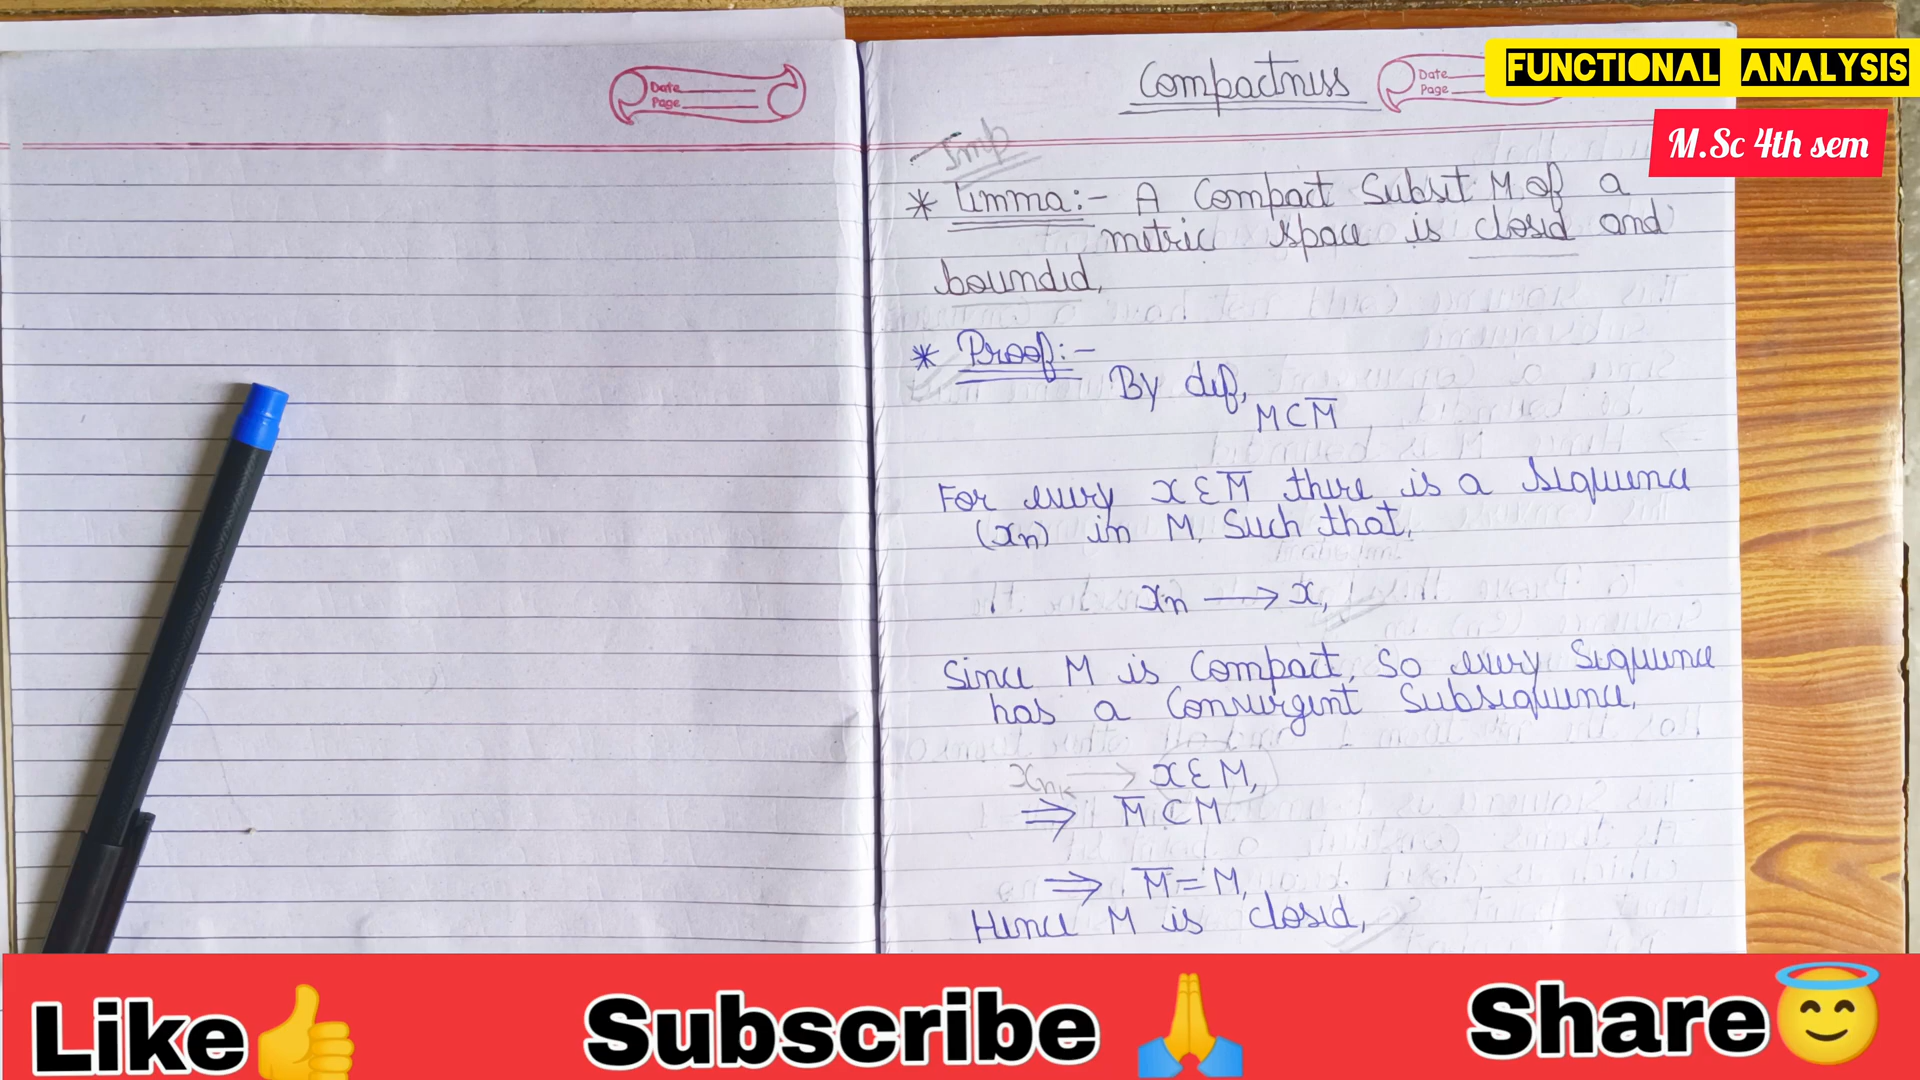 Date
Page
Compactness
Date
Page
FUNCTIONAL ANALYSIS
M.Sc 4th sem
Imp
* Lemma:- A Compact Subset M of a
metric space is closed and
bounded,
* Proof:-
By def,
M ⊂ M̅
For every x ε M̅ there is a sequence
(xn) in M, Such that,
xn → x,
Since M is Compact, So every Sequence
has a Convergent Subsequence,
xnk → x ε M,
⇒ M̅ ⊂ M
⇒ M̅ = M,
Hence M is closed,
Like👍 Subscribe 🙏 Share😇